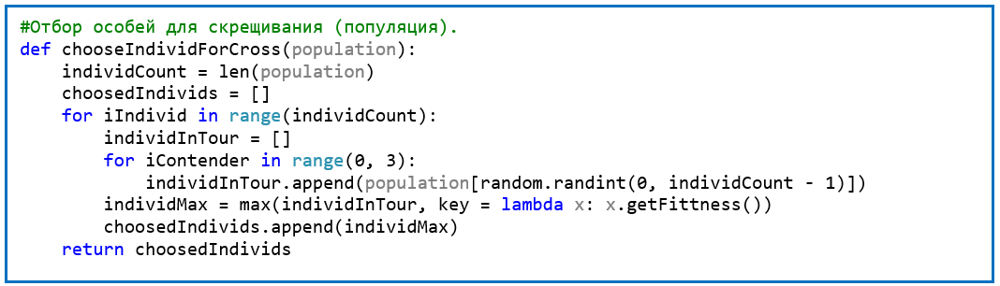 #Отбор особей для скрещивания (популяция).
def chooseIndividForCross(population):
    individCount = len(population)
    choosedIndivids = []
    for iIndivid in range(individCount):
        individInTour = []
        for iContender in range(0, 3):
            individInTour.append(population[random.randint(0, individCount - 1)])
        individMax = max(individInTour, key = lambda x: x.getFittness())
        choosedIndivids.append(individMax)
    return choosedIndivids